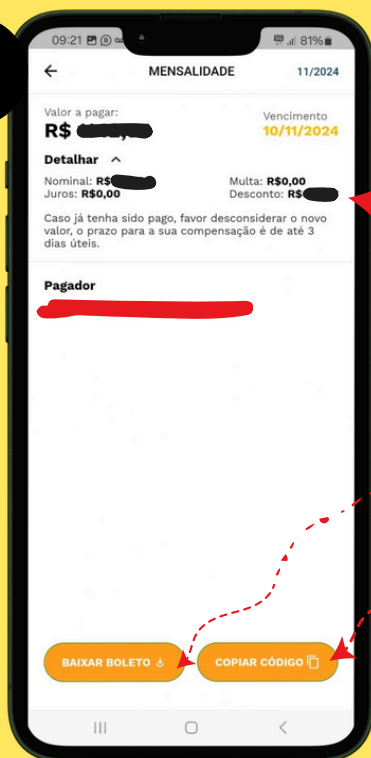 09:21
81%
MENSALIDADE
11/2024
Valor a pagar:
Vencimento
R$
10/11/2024
Detalhar
Nominal: R$
Multa: R$0,00
Juros: R$0,00
Desconto: R$
Caso já tenha sido pago, favor desconsiderar o novo
valor, o prazo para a sua compensação é de até 3
dias úteis.
Pagador
BAIXAR BOLETO
COPIAR CÓDIGO